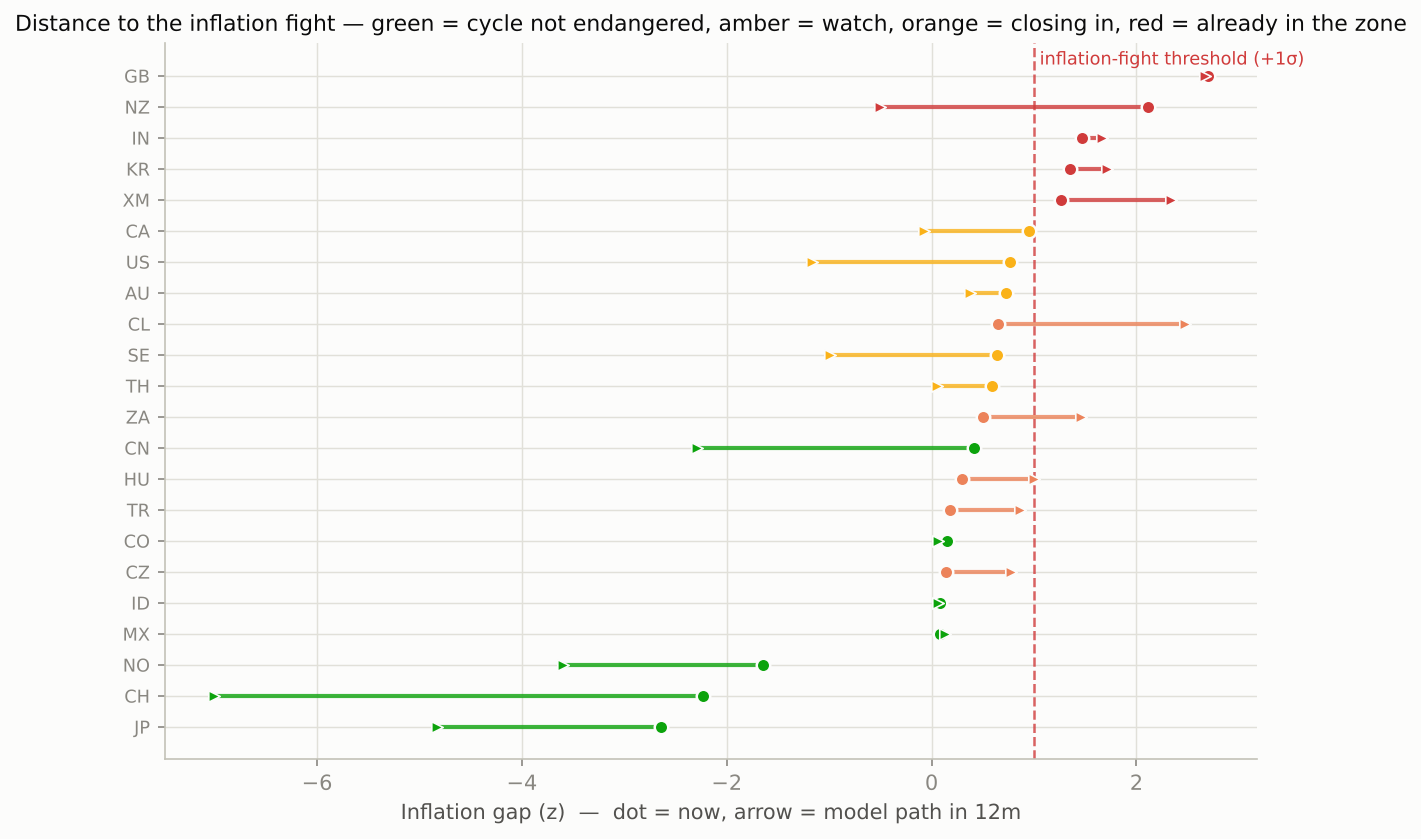 Distance to the inflation fight — green = cycle not endangered, amber = watch, orange = closing in, red = already in the zone
inflation-fight threshold (+1σ)
GB
NZ
IN
KR
XM
CA
US
AU
CL
SE
TH
ZA
CN
HU
TR
CO
CZ
ID
MX
NO
CH
JP
−6 −4 −2 0 2
Inflation gap (z) — dot = now, arrow = model path in 12m